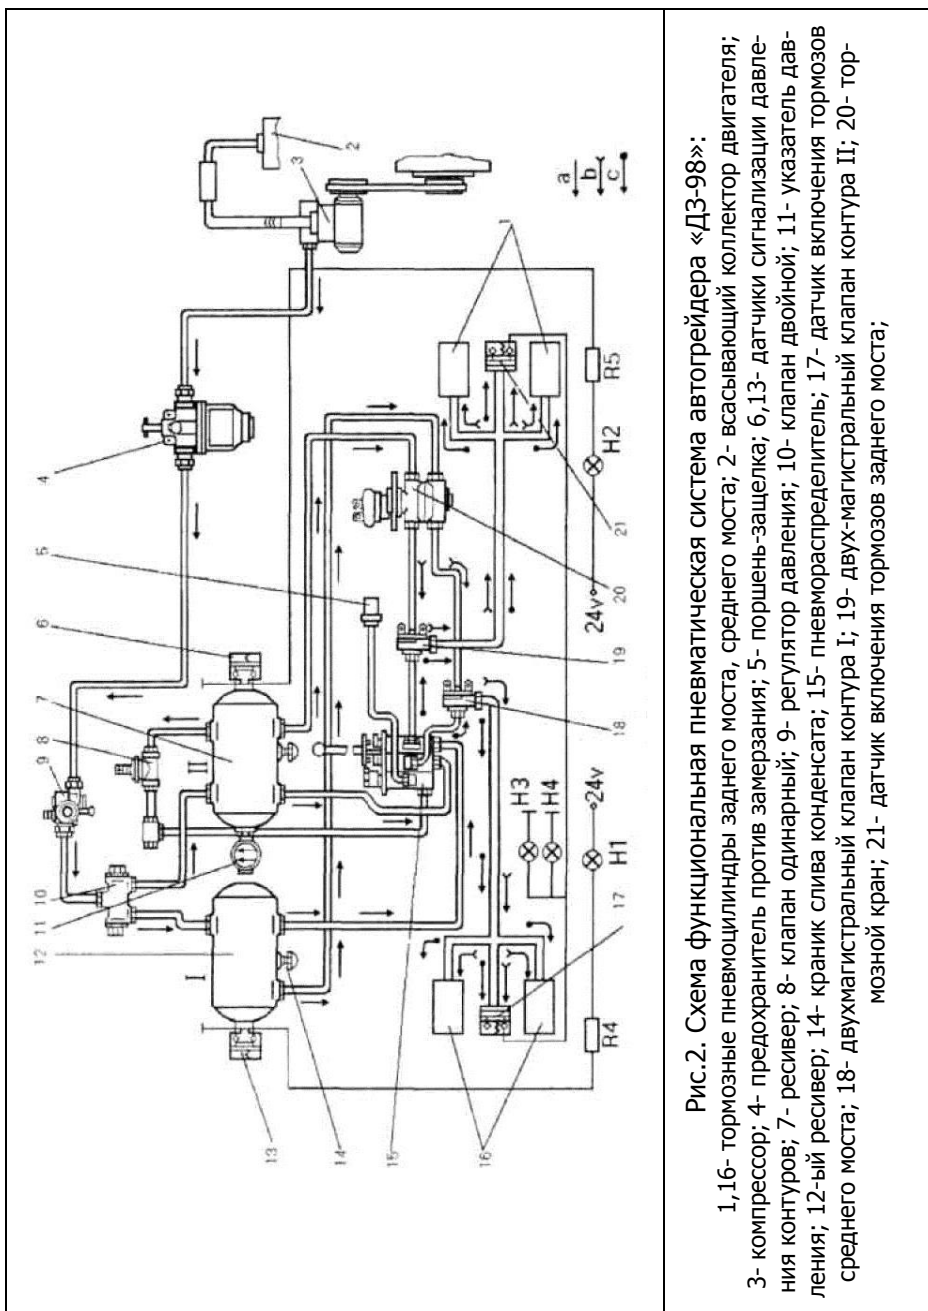 13
12
11
10
9
8
7
6
5
4
3
2
I
II
14
15
16
17
18
19
20
21
1
a
b
c
H3
H4
R4
H1
24v
24v
H2
R5
Рис.2. Схема функциональная пневматическая система автогрейдера «ДЗ-98»:
1,16- тормозные пневмоцилиндры заднего моста, среднего моста; 2- всасывающий коллектор двигателя;
3- компрессор; 4- предохранитель против замерзания; 5- поршень-защелка; 6,13- датчики сигнализации давле-
ния контуров; 7- ресивер; 8- клапан одинарный; 9- регулятор давления; 10- клапан двойной; 11- указатель дав-
ления; 12-ый ресивер; 14- краник слива конденсата; 15- пневмораспределитель; 17- датчик включения тормозов
среднего моста; 18- двухмагистральный клапан контура I; 19- двух-магистральный клапан контура II; 20- тор-
мозной кран; 21- датчик включения тормозов заднего моста;